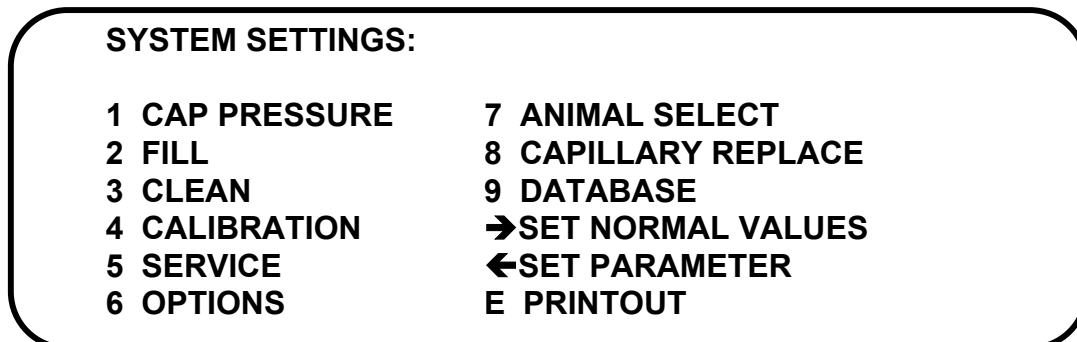 SYSTEM SETTINGS:
1 CAP PRESSURE
2 FILL
3 CLEAN
4 CALIBRATION
5 SERVICE
6 OPTIONS
7 ANIMAL SELECT
8 CAPILLARY REPLACE
9 DATABASE
➔SET NORMAL VALUES
←SET PARAMETER
E PRINTOUT